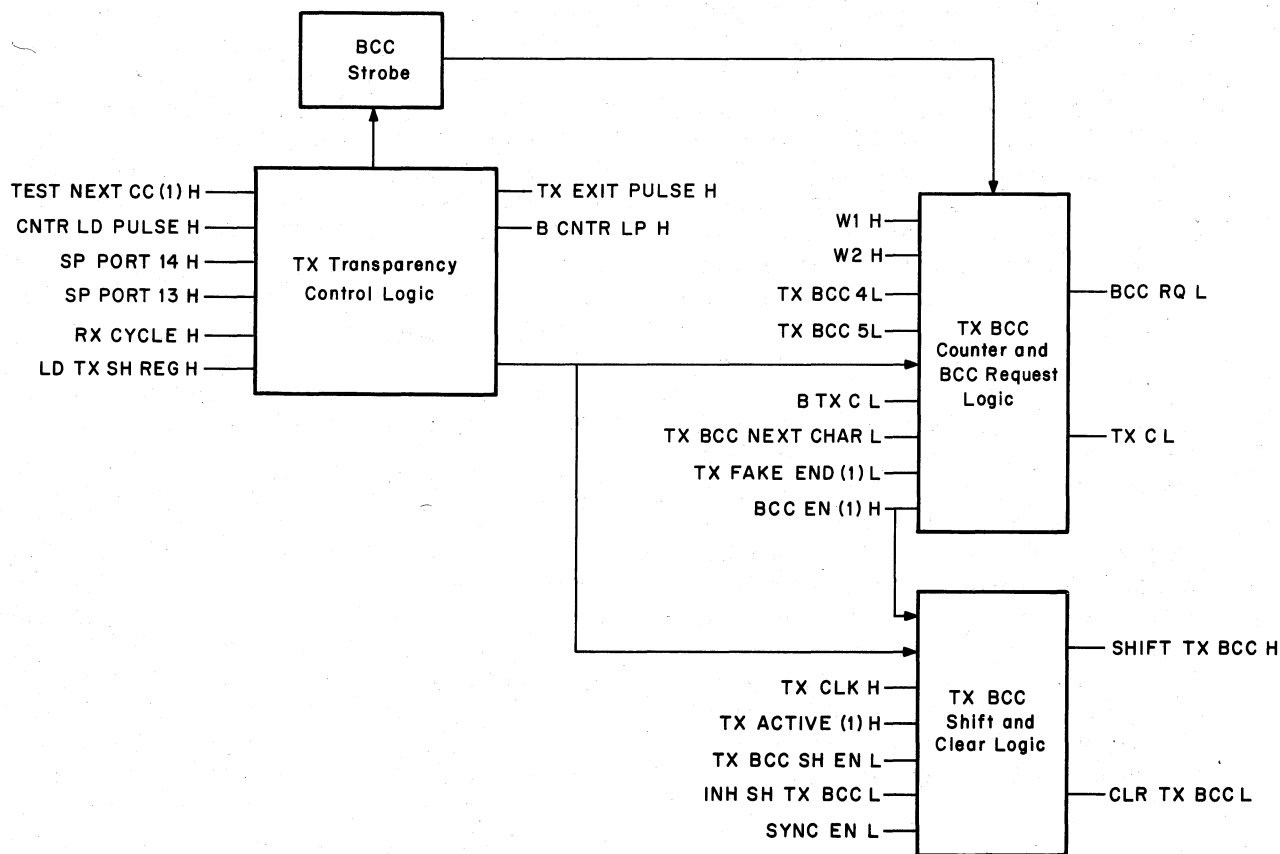 BCC
Strobe
TEST NEXT CC (1) H
CNTR LD PULSE H
SP PORT 14 H
SP PORT 13 H
RX CYCLE H
LD TX SH REG H
TX Transparency
Control Logic
TX EXIT PULSE H
B CNTR LP H
W1 H
W2 H
TX BCC 4L
TX BCC 5L
B TX C L
TX BCC NEXT CHAR L
TX FAKE END (1) L
BCC EN (1) H
TX BCC
Counter and
BCC Request
Logic
BCC RQ L
TX C L
TX CLK H
TX ACTIVE (1) H
TX BCC SH EN L
INH SH TX BCC L
SYNC EN L
TX BCC
Shift and
Clear Logic
SHIFT TX BCC H
CLR TX BCC L